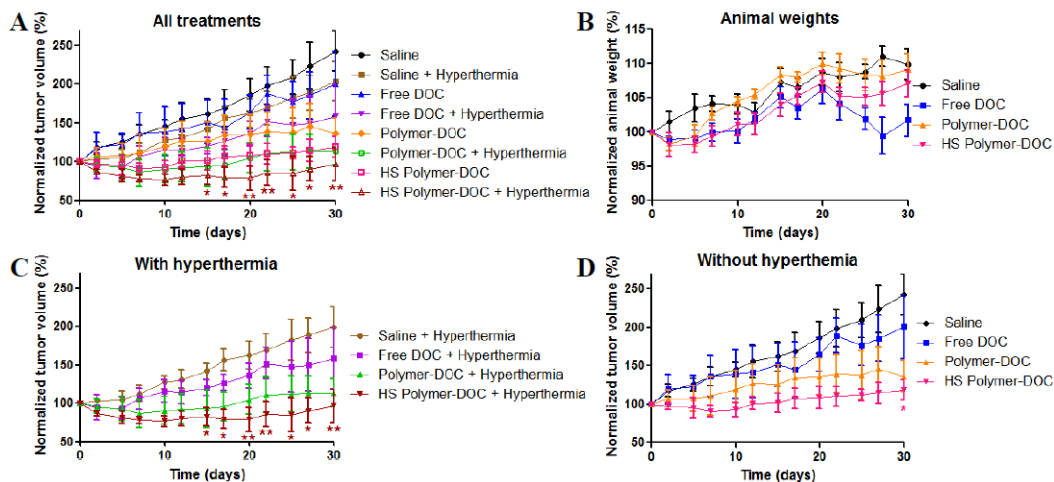 A
All treatments
Normalized tumor volume (%)
250
200
150
100
50
0
10
20
30
Time (days)
Saline
Saline + Hyperthermia
Free DOC
Free DOC + Hyperthermia
Polymer-DOC
Polymer-DOC + Hyperthermia
HS Polymer-DOC
HS Polymer-DOC + Hyperthermia
* * ** ** * * **
B
Animal weights
Normalized animal weight (%)
115
110
105
100
95
90
0
10
20
30
Time (days)
Saline
Free DOC
Polymer-DOC
HS Polymer-DOC
C
With hyperthermia
Normalized tumor volume (%)
250
200
150
100
50
0
10
20
30
Time (days)
Saline + Hyperthermia
Free DOC + Hyperthermia
Polymer-DOC + Hyperthermia
HS Polymer-DOC + Hyperthermia
* * ** ** * * **
D
Without hyperthemia
Normalized tumor volume (%)
250
200
150
100
50
0
10
20
30
Time (days)
Saline
Free DOC
Polymer-DOC
HS Polymer-DOC
*